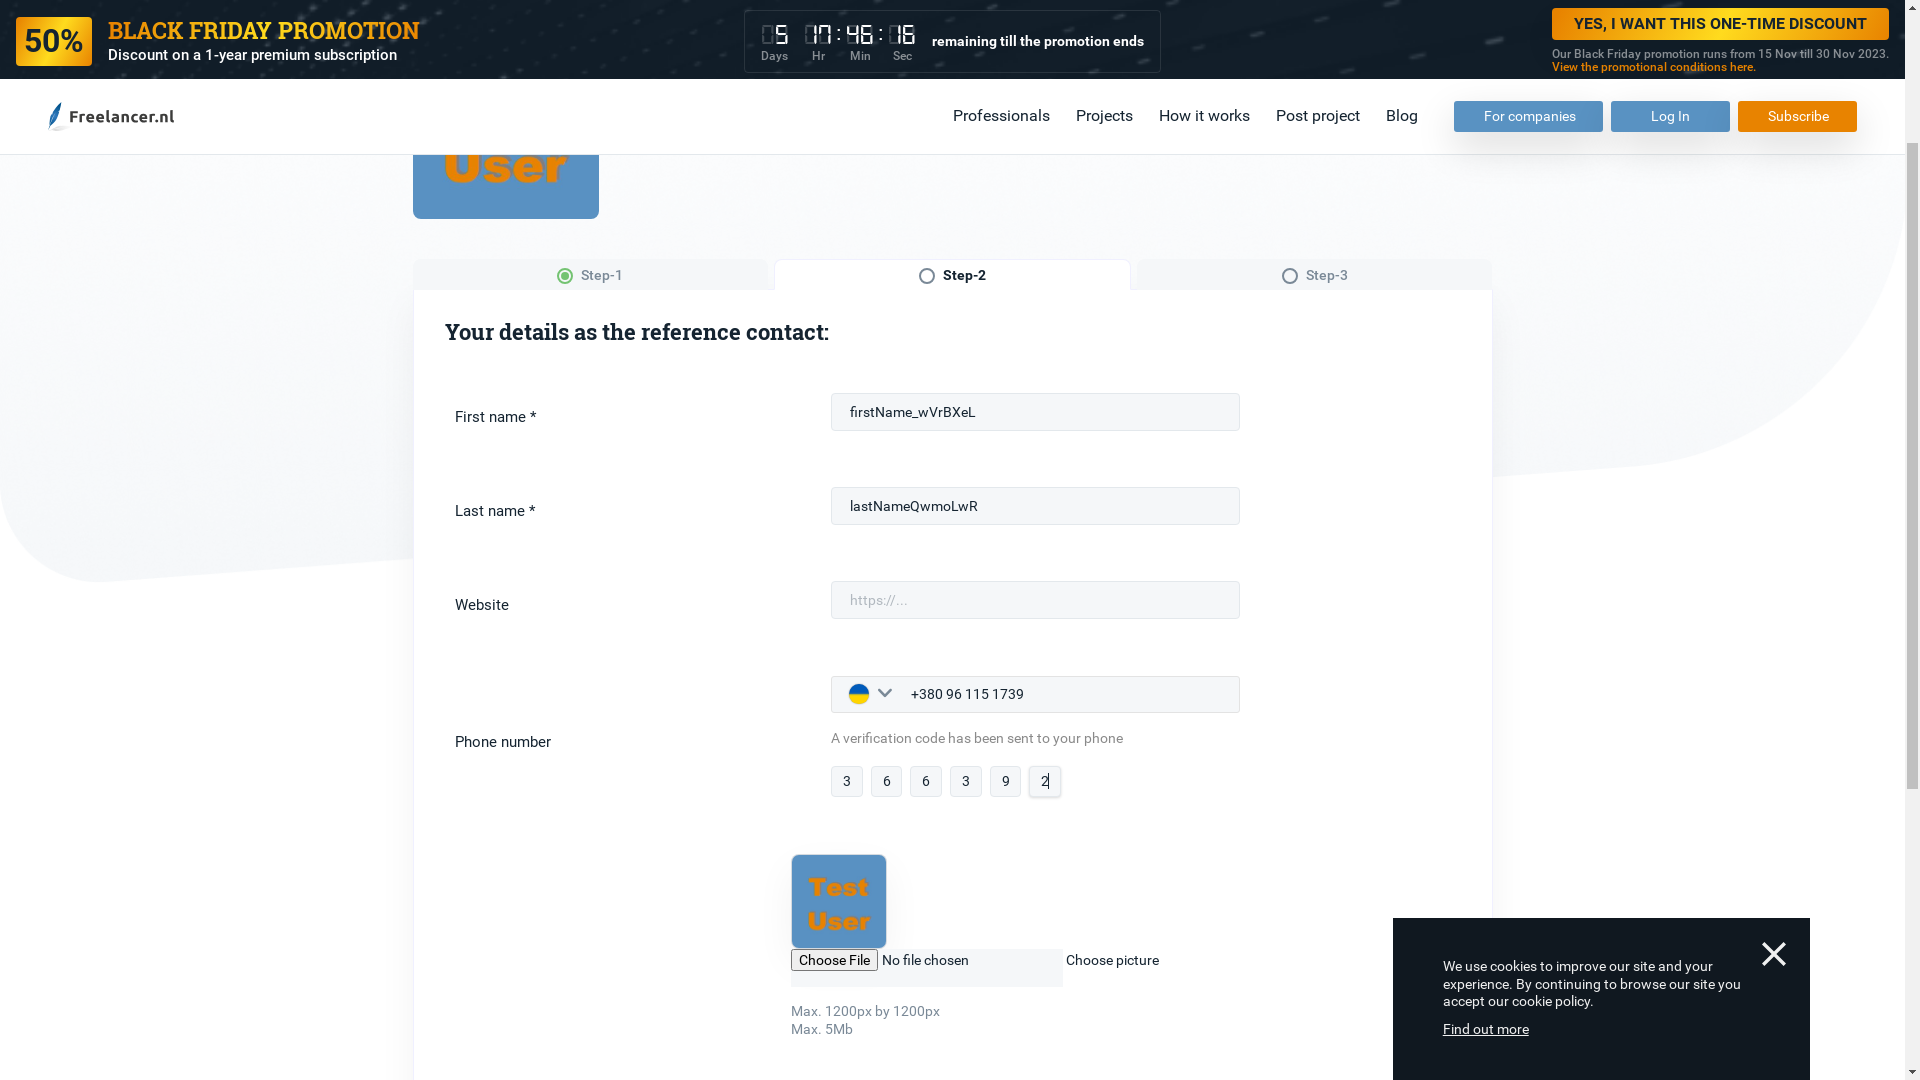 50%
BLACK FRIDAY PROMOTION
Discount on a 1-year premium subscription
5 17 : 46 : 16
Days Hr Min Sec
remaining till the promotion ends
YES, I WANT THIS ONE-TIME DISCOUNT
Our Black Friday promotion runs from 15 Nov till 30 Nov 2023.
View the promotional conditions here.
Freelancer.nl
Professionals
Projects
How it works
Post project
Blog
For companies
Log In
Subscribe
User
Step-1
Step-2
Step-3
Your details as the reference contact:
First name *
firstName_wVrBXeL
Last name *
lastNameQwmoLwR
Website
https://...
+380 96 115 1739
Phone number
A verification code has been sent to your phone
3 6 6 3 9 2
Test
User
Choose File No file chosen
Choose picture
Max. 1200px by 1200px
Max. 5Mb
We use cookies to improve our site and your
experience. By continuing to browse our site you
accept our cookie policy.
Find out more